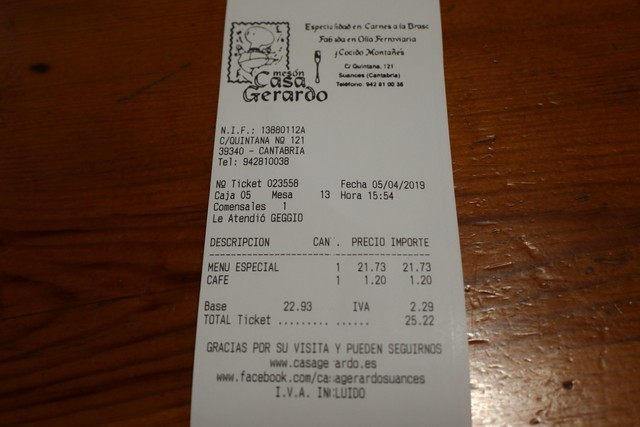 Especialidad en Carnes a la Brasa
Fabada en Olla Ferroviaria
y Cocido Montañés
C/ Quintana, 121
Suances (Cantabria)
Teléfono: 942 81 00 38
mesón
Casa
Gerardo
N.I.F.: 13880112A
C/QUINTANA NQ 121
39340 - CANTABRIA
Tel: 942810038
NQ Ticket 023558 Fecha 05/04/2019
Caja 05 Mesa 13 Hora 15:54
Comensales 1
Le Atendió GEGGIO
DESCRIPCION CAN . PRECIO IMPORTE
MENU ESPECIAL 1 21.73 21.73
CAFE 1 1.20 1.20
Base 22.93 IVA 2.29
TOTAL Ticket ......... ...... 25.22
GRACIAS POR SU VISITA Y PUEDEN SEGUIRNOS
www.casage ardo.es
www.facebook.com/casagerardosuances
I.V.A. INCLUIDO